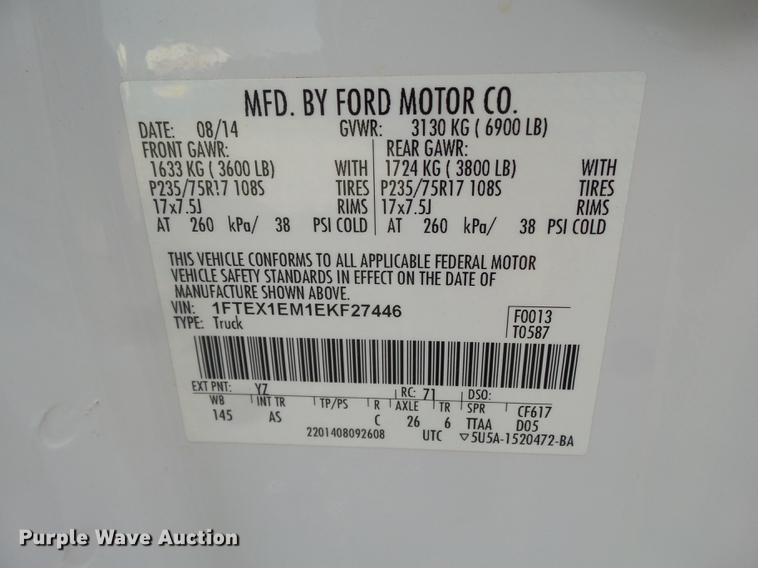 MFD. BY FORD MOTOR CO.
DATE: 08/14 GVWR: 3130 KG ( 6900 LB)
FRONT GAWR: REAR GAWR:
1633 KG ( 3600 LB) WITH 1724 KG ( 3800 LB) WITH
P235/75R17 108S TIRES P235/75R17 108S TIRES
17x7.5J RIMS 17x7.5J RIMS
AT 260 kPa/ 38 PSI COLD AT 260 kPa/ 38 PSI COLD
THIS VEHICLE CONFORMS TO ALL APPLICABLE FEDERAL MOTOR
VEHICLE SAFETY STANDARDS IN EFFECT ON THE DATE OF
MANUFACTURE SHOWN ABOVE.
VIN: 1FTEX1EM1EKF27446 F0013
TYPE: Truck T0587
EXT PNT: YZ RC: 71 DSO:
WB INT TR TP/PS R AXLE TR SPR CF617
145 AS C 26 6 TTAA D05
2201408092608 UTC ▽5U5A-1520472-BA
Purple Wave Auction